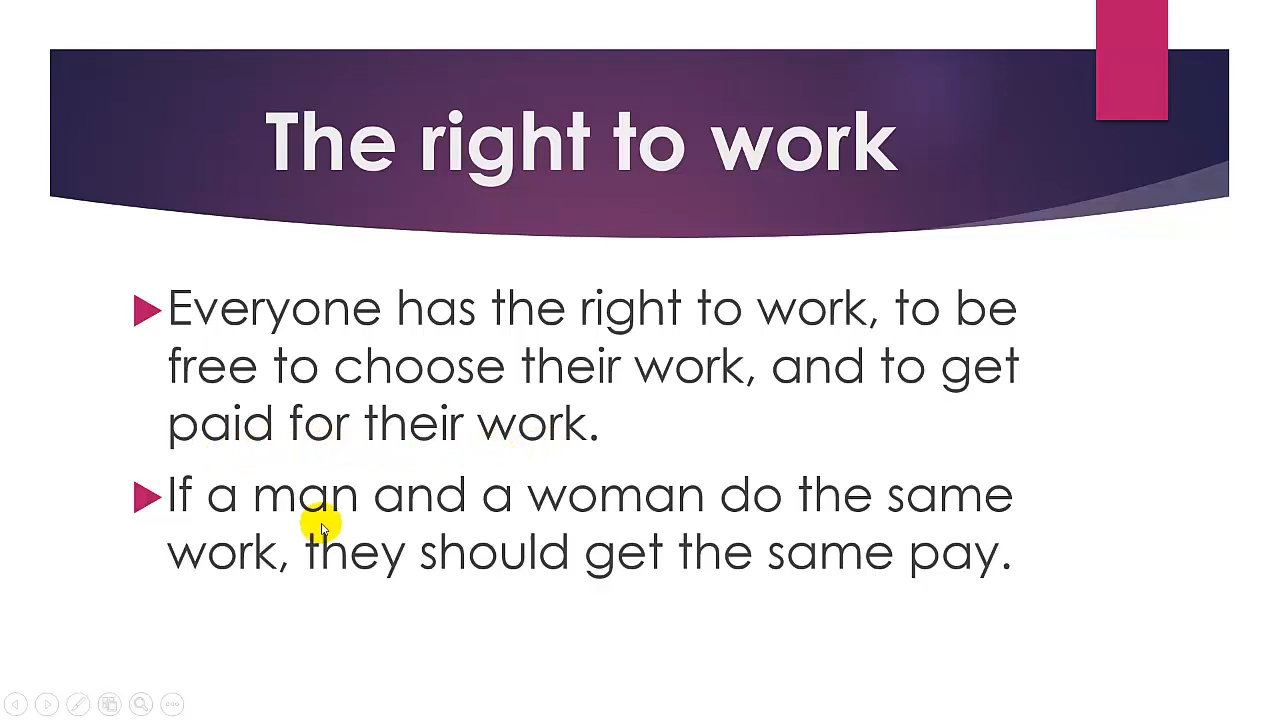 The right to work
Everyone has the right to work, to be
free to choose their work, and to get
paid for their work.
If a man and a woman do the same
work, they should get the same pay.